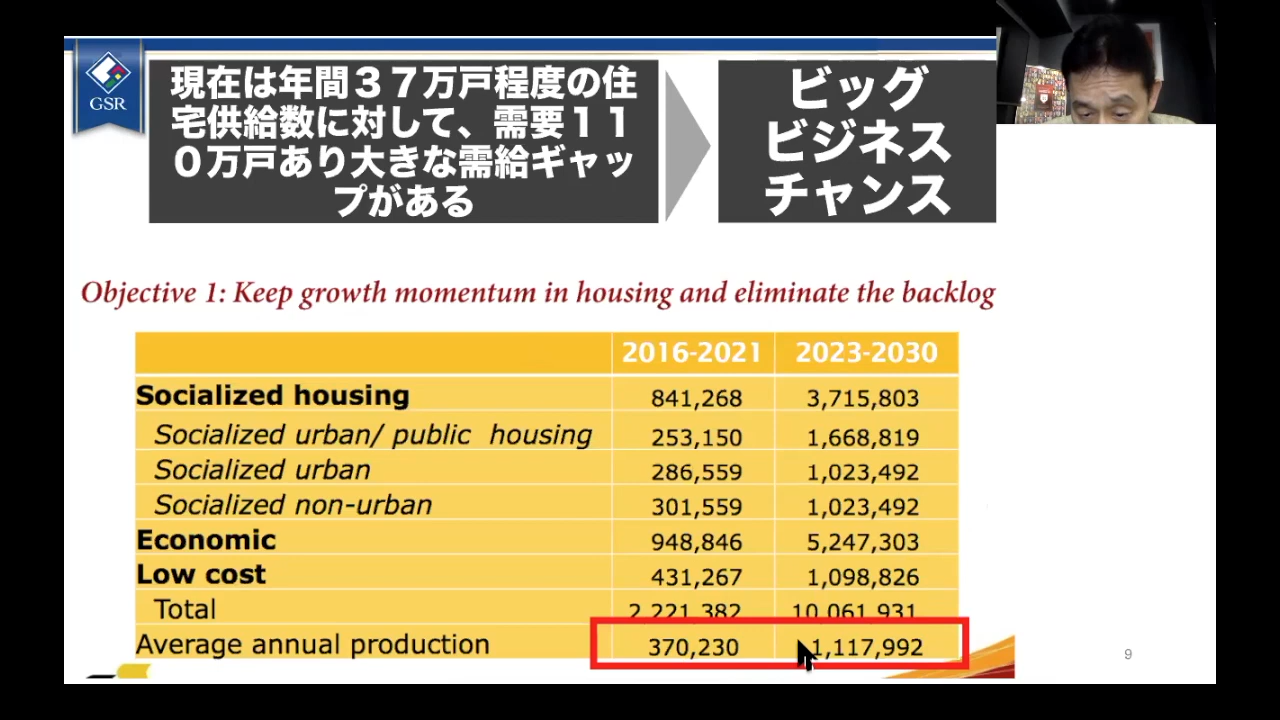 GSR
現在は年間３７万戸程度の住
宅供給数に対して、需要１１
０万戸あり大きな需給ギャッ
プがある
ビッグ
ビジネス
チャンス
Objective 1: Keep growth momentum in housing and eliminate the backlog
2016-2021 2023-2030
Socialized housing 841,268 3,715,803
Socialized urban/ public housing 253,150 1,668,819
Socialized urban 286,559 1,023,492
Socialized non-urban 301,559 1,023,492
Economic 948,846 5,247,303
Low cost 431,267 1,098,826
Total 2,221,382 10,061,931
Average annual production 370,230 1,117,992
9